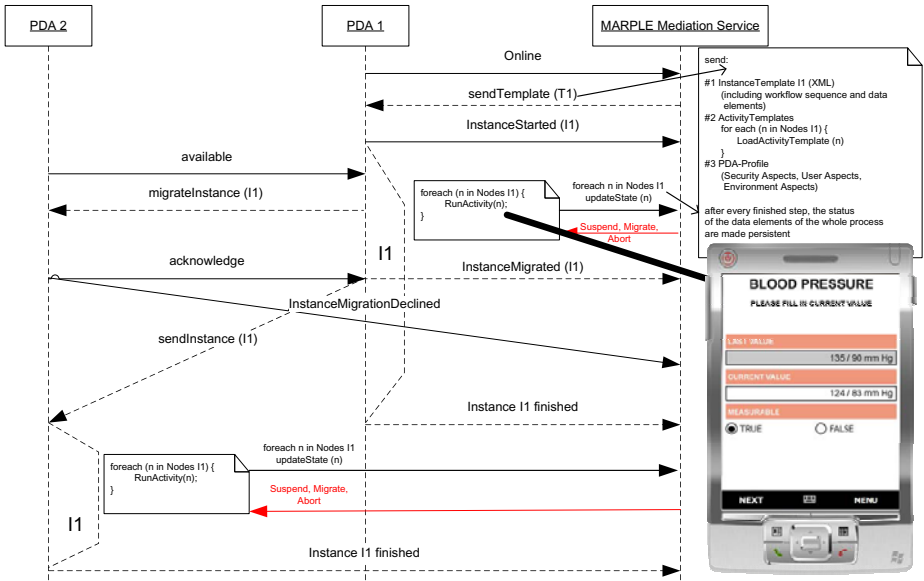 PDA 2
PDA 1
MARPLE Mediation Service
Online
sendTemplate (T1)
InstanceStarted (I1)
send:
#1 InstanceTemplate I1 (XML)
(including workflow sequence and data
elements)
#2 ActivityTemplates
for each (n in Nodes I1) {
LoadActivityTemplate (n)
}
#3 PDA-Profile
(Security Aspects, User Aspects,
Environment Aspects)
after every finished step, the status
of the data elements of the whole process
are made persistent
available
migrateInstance (I1)
foreach (n in Nodes I1) {
RunActivity(n);
}
foreach n in Nodes I1
updateState (n)
Suspend, Migrate,
Abort
I1
acknowledge
InstanceMigrated (I1)
InstanceMigrationDeclined
sendInstance (I1)
Instance I1 finished
foreach (n in Nodes I1) {
RunActivity(n);
}
foreach n in Nodes I1
updateState (n)
Suspend, Migrate,
Abort
I1
Instance I1 finished
BLOOD PRESSURE
PLEASE FILL IN CURRENT VALUE
LAST VALUE
135 / 90 mm Hg
CURRENT VALUE
124 / 83 mm Hg
MEASURABLE
TRUE
FALSE
NEXT
MENU